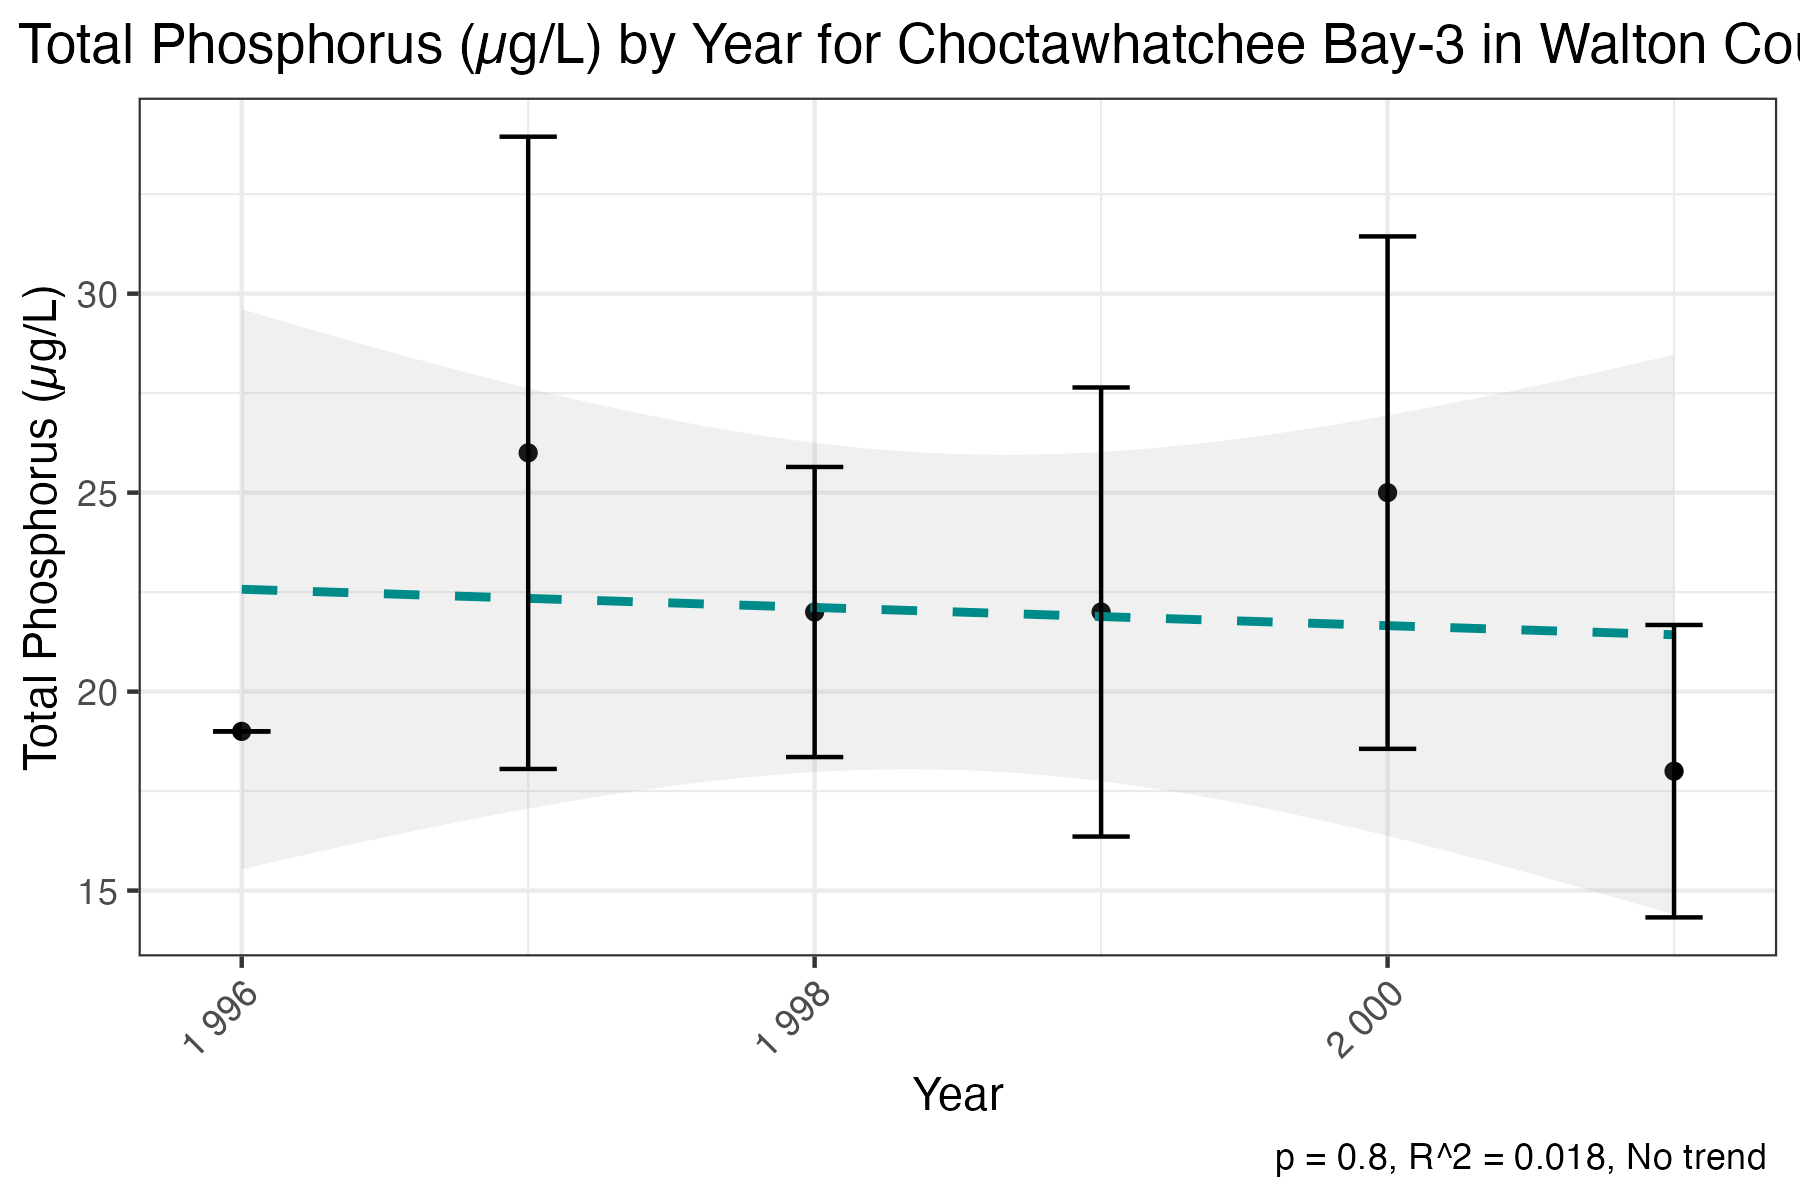 Total Phosphorus (µg/L) by Year for Choctawhatchee Bay-3 in Walton
Total Phosphorus (µg/L)
30
25
20
15
1 996
1 998
2 000
Year
p = 0.8, R^2 = 0.018, No trend